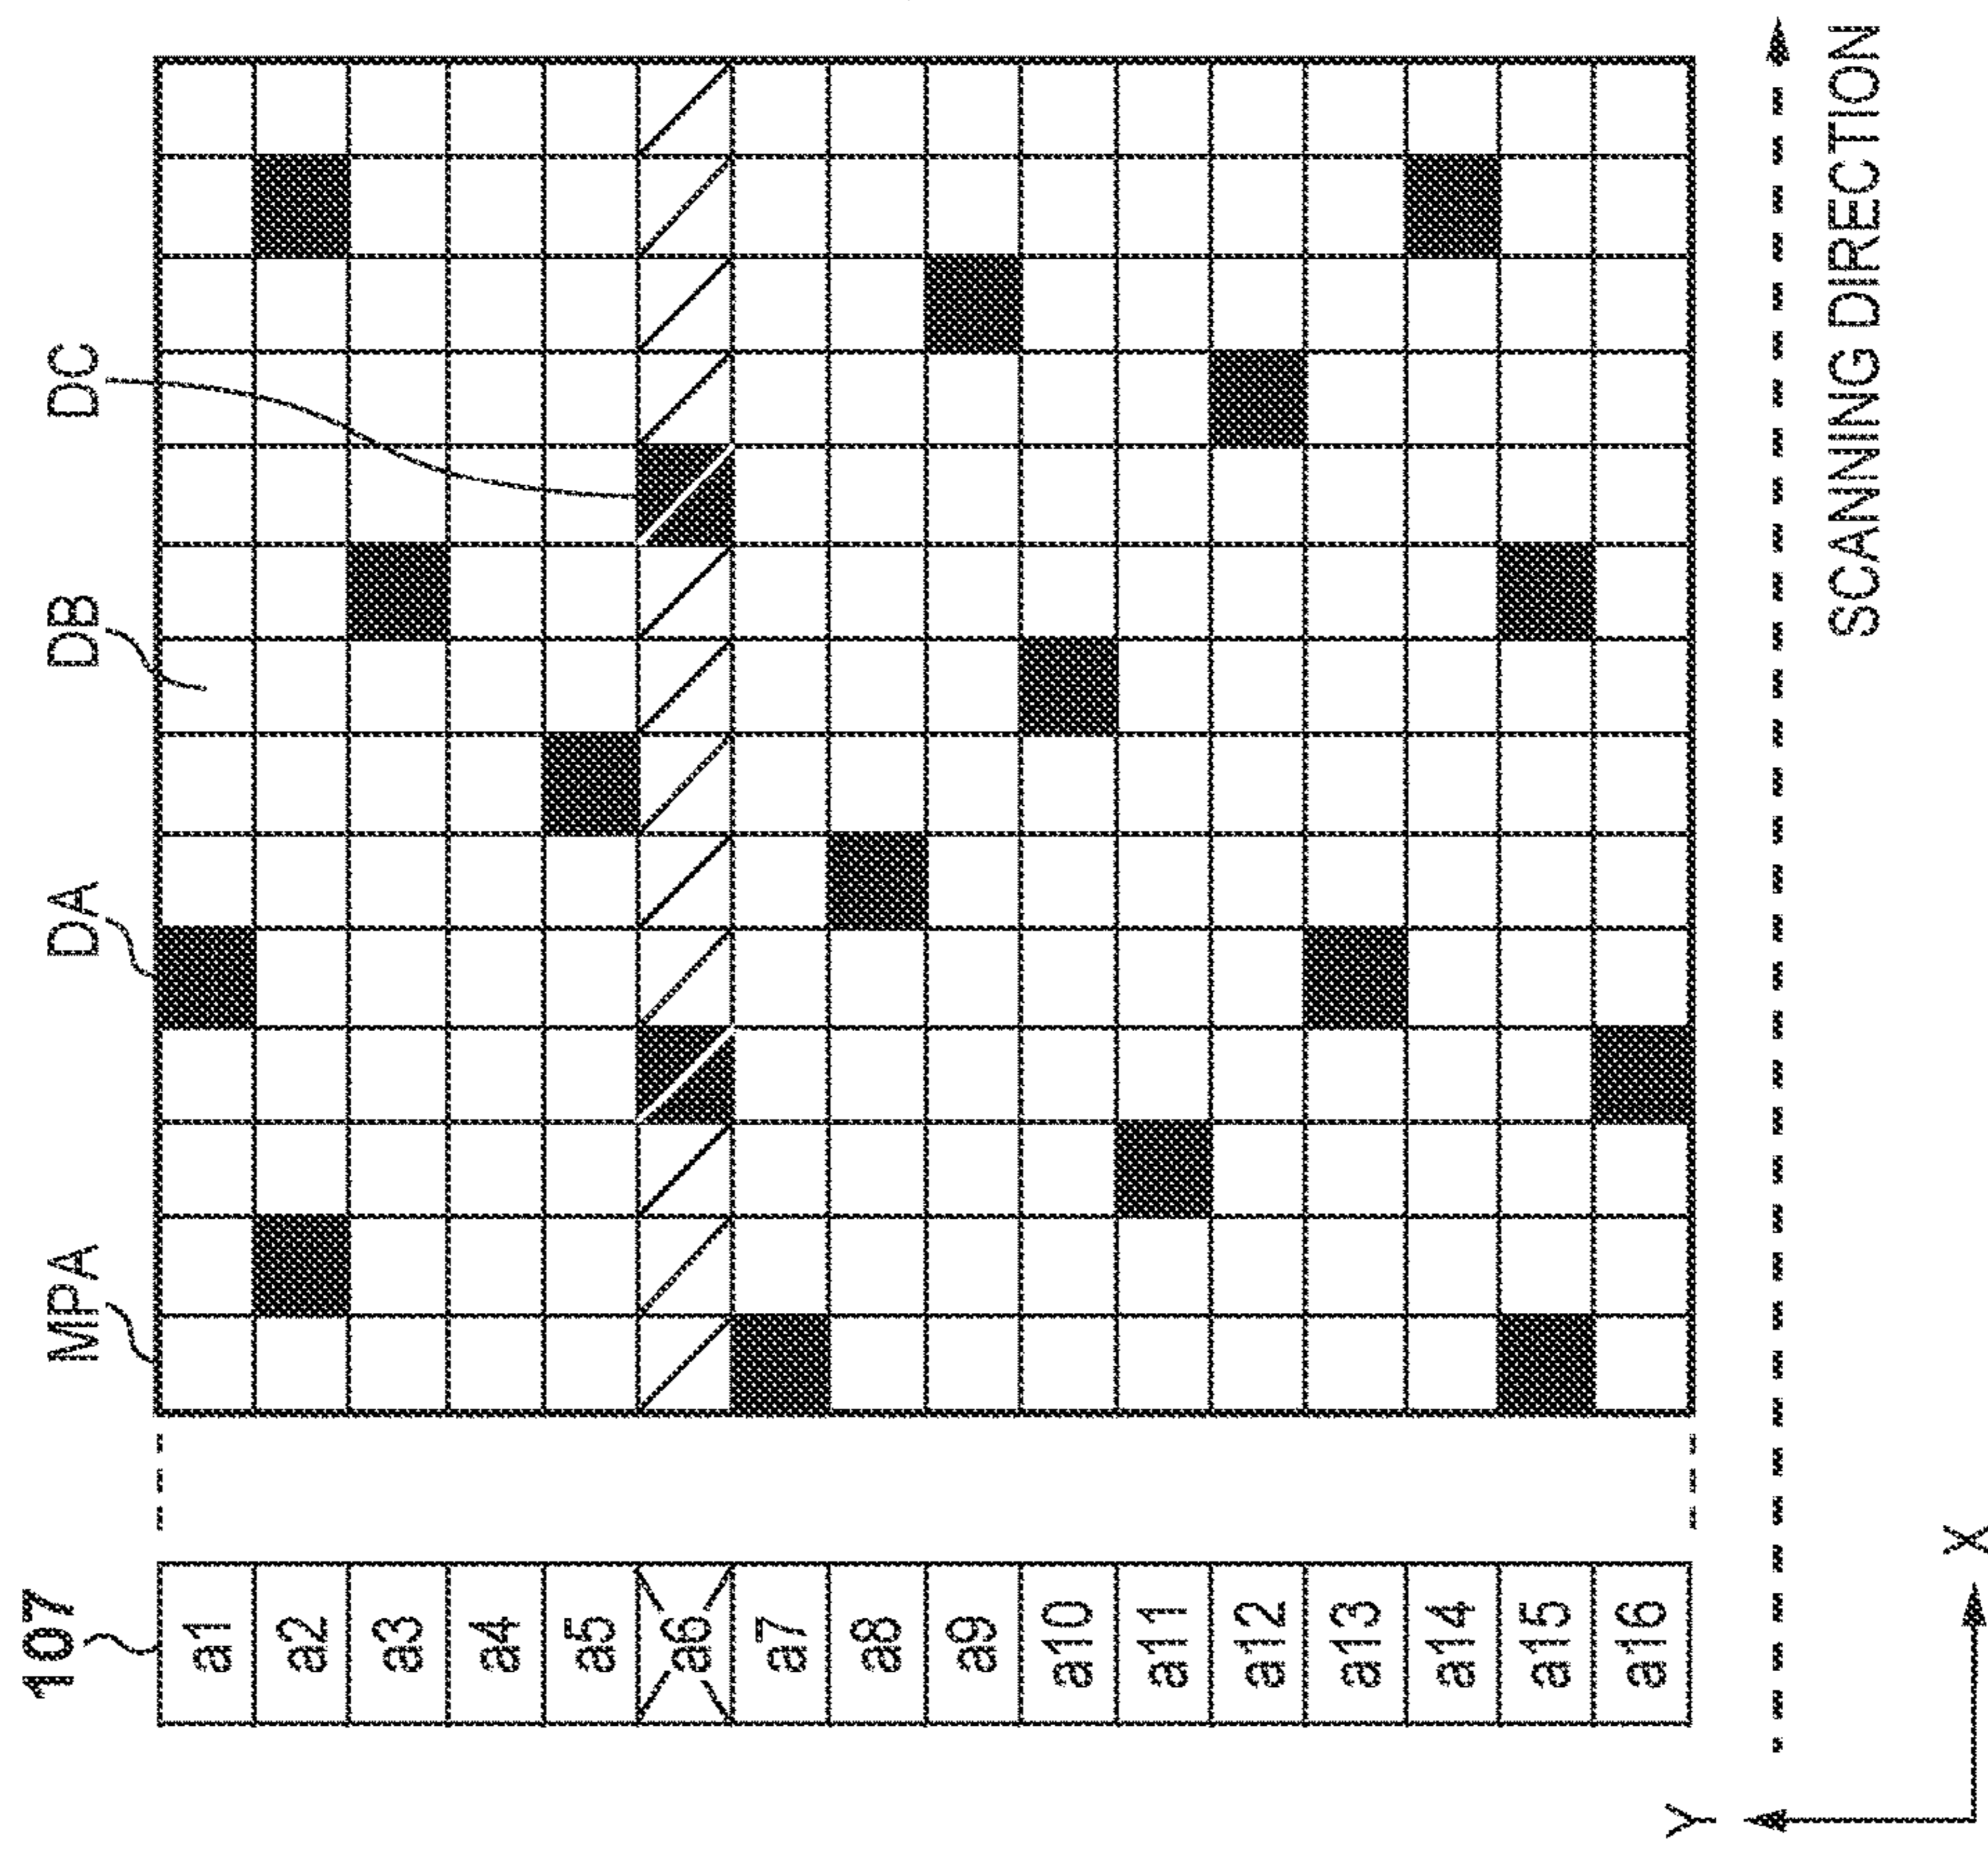 107
a1
a2
a3
a4
a5
a6
a7
a8
a9
a10
a11
a12
a13
a14
a15
a16
MPA
DA
DB
DC
SCANNING DIRECTION
Y
X